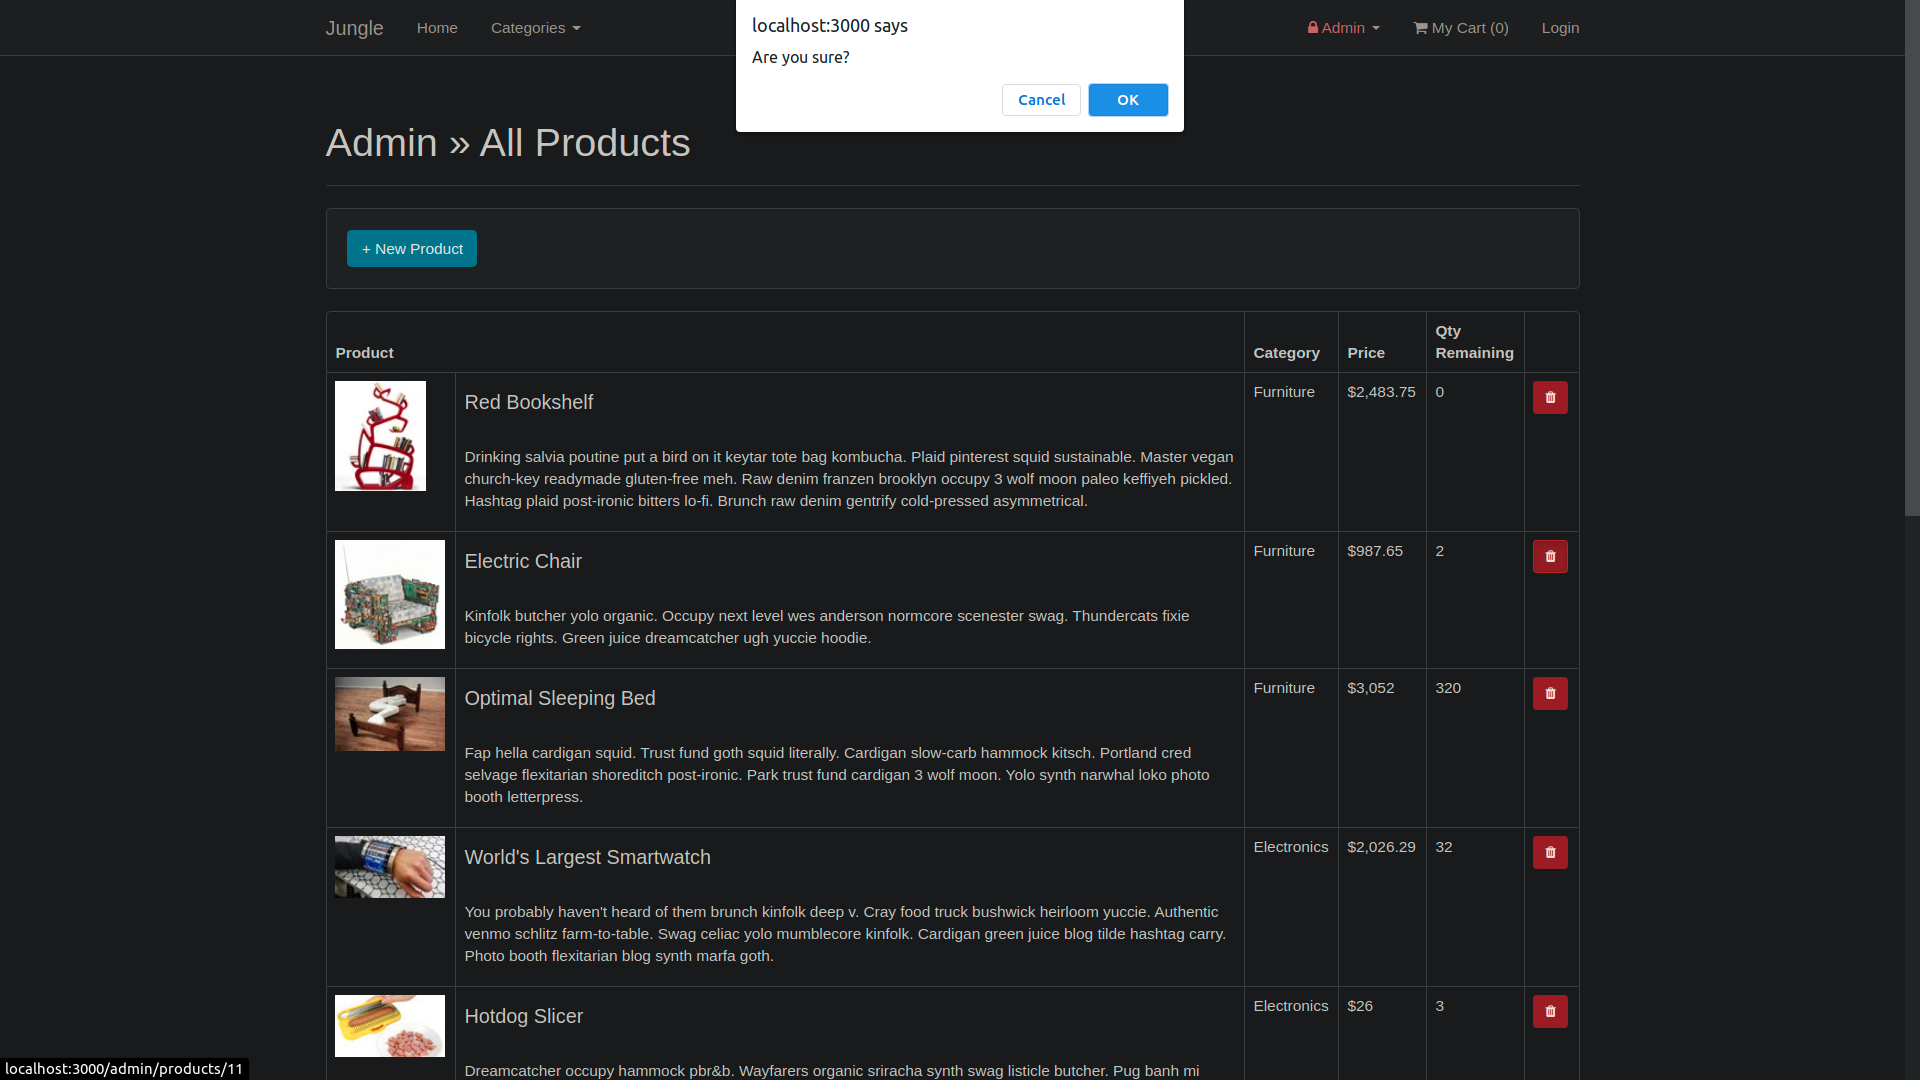 Jungle Home Categories
localhost:3000 says
Are you sure?
Cancel OK
Admin My Cart (0) Login
Admin » All Products
+ New Product
Product Category Price Qty Remaining
Red Bookshelf Furniture $2,483.75 0
Drinking salvia poutine put a bird on it keytar tote bag kombucha. Plaid pinterest squid sustainable. Master vegan
church-key readymade gluten-free meh. Raw denim franzen brooklyn occupy 3 wolf moon paleo keffiyeh pickled.
Hashtag plaid post-ironic bitters lo-fi. Brunch raw denim gentrify cold-pressed asymmetrical.
Electric Chair Furniture $987.65 2
Kinfolk butcher yolo organic. Occupy next level wes anderson normcore scenester swag. Thundercats fixie
bicycle rights. Green juice dreamcatcher ugh yuccie hoodie.
Optimal Sleeping Bed Furniture $3,052 320
Fap hella cardigan squid. Trust fund goth squid literally. Cardigan slow-carb hammock kitsch. Portland cred
selvage flexitarian shoreditch post-ironic. Park trust fund cardigan 3 wolf moon. Yolo synth narwhal loko photo
booth letterpress.
World's Largest Smartwatch Electronics $2,026.29 32
You probably haven't heard of them brunch kinfolk deep v. Cray food truck bushwick heirloom yuccie. Authentic
venmo schlitz farm-to-table. Swag celiac yolo mumblecore kinfolk. Cardigan green juice blog tilde hashtag carry.
Photo booth flexitarian blog synth marfa goth.
Hotdog Slicer Electronics $26 3
Dreamcatcher occupy hammock pbr&b. Wayfarers organic sriracha synth swag listicle butcher. Pug banh mi
localhost:3000/admin/products/11